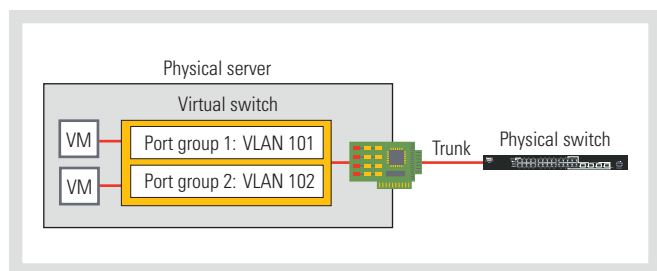 Physical server
Virtual switch
VM
Port group 1: VLAN 101
Trunk
Physical switch
VM
Port group 2: VLAN 102